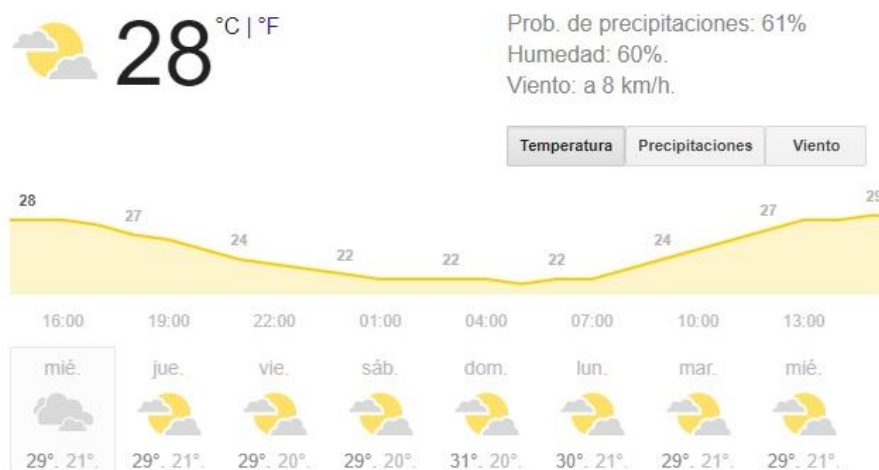 28 °C | °F
Prob. de precipitaciones: 61%
Humedad: 60%.
Viento: a 8 km/h.
Temperatura Precipitaciones Viento
28 27 24 22 22 22 24 27 29
16:00 19:00 22:00 01:00 04:00 07:00 10:00 13:00
mié. jue. vie. sáb. dom. lun. mar. mié.
29°. 21°. 29°. 21°. 29°. 20°. 29°. 20°. 31°. 20°. 30°. 21°. 29°. 21°. 29°. 21°.